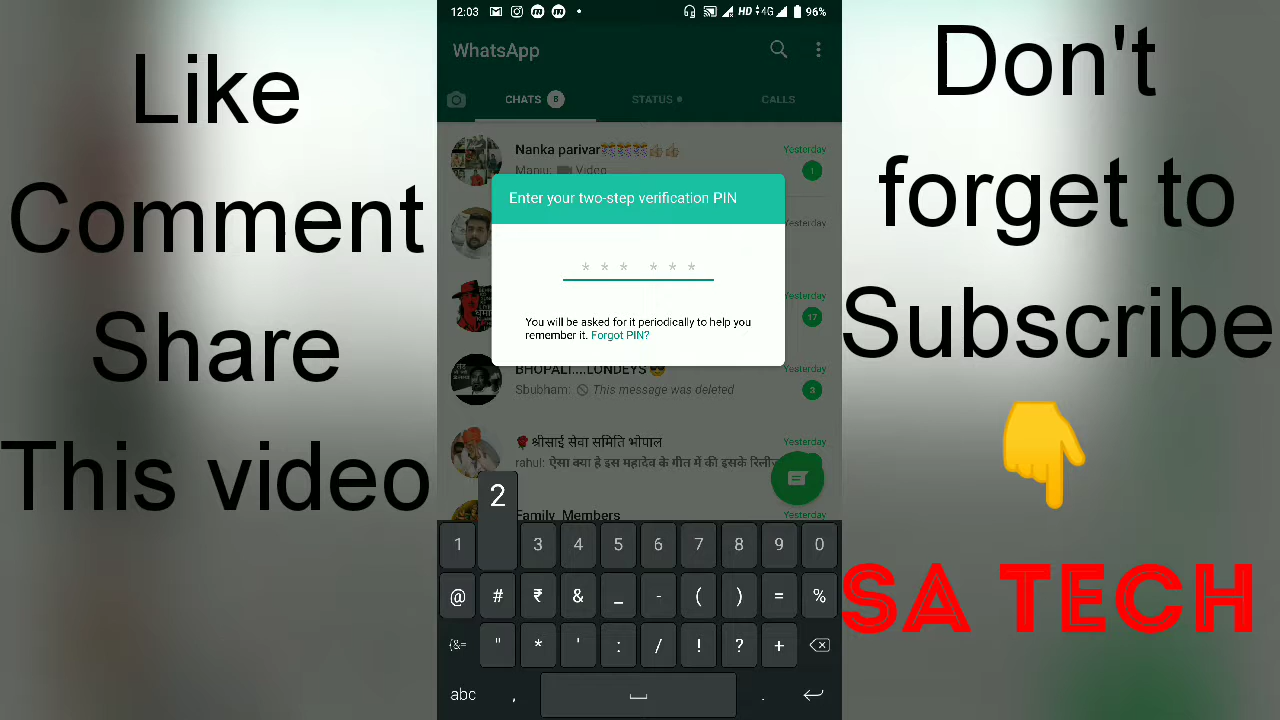 Like
Comment
Share
This video
12:03
HD 4G 96%
WhatsApp
CHATS 8 STATUS CALLS
Nanka parivar🎊🎊🎊🎊👍🏻👍🏻 Yesterday
Manju: Video 1
Yesterday
Enter your two-step verification PIN
* * * * * *
You will be asked for it periodically to help you
remember it. Forgot PIN?
Yesterday
17
BHOPALI....LONDEYS
Shubham: This message was deleted 3
🌹श्रीसाई सेवा समिति भोपाल Yesterday
rahul: ऐसा क्या है इस महादेव के गीत में की इसके रिलीज
Family Members Yesterday
2
1 3 4 5 6 7 8 9 0
@ # ₹ & _ - ( ) = %
{&= " * ' : / ! ? +
abc , .
Don't
forget to
Subscribe
👇
SA TECH